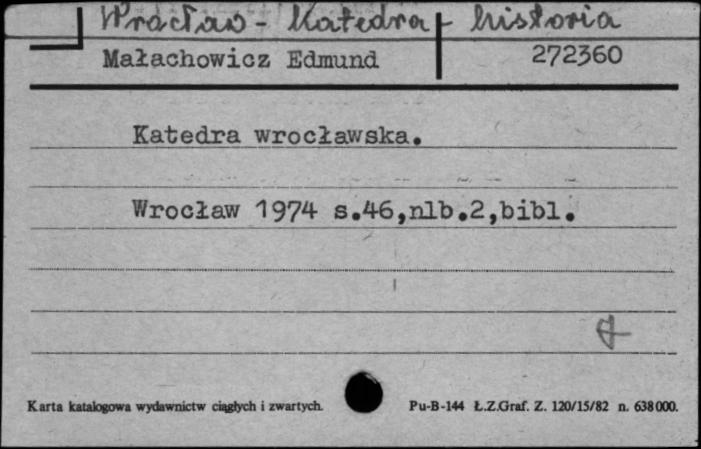 Wrocław - Katedra - historia
Małachowicz Edmund 272360
Katedra wrocławska.
Wrocław 1974 s.46,nlb.2,bibl.
Karta katalogowa wydawnictw ciągłych i zwartych. Pu-B-144 Ł.Z.Graf. Z. 120/15/82 n. 638000.